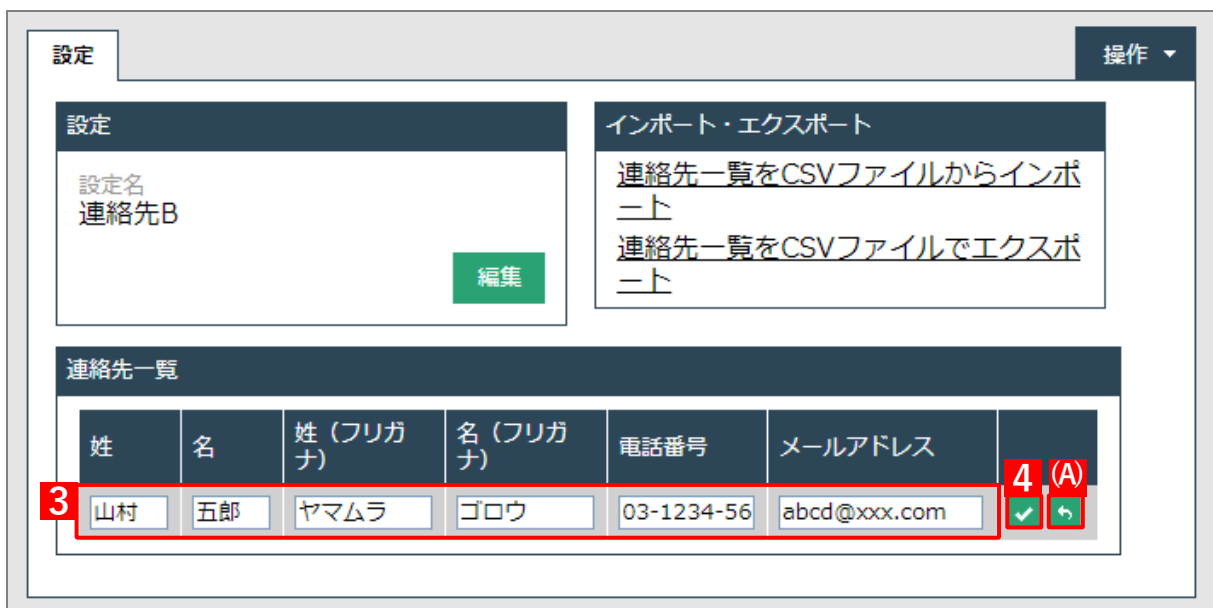 設定
操作
設定
設定名
連絡先B
編集
インポート・エクスポート
連絡先一覧をCSVファイルからインポ
ート
連絡先一覧をCSVファイルでエクスポ
ート
連絡先一覧
姓 名 姓（フリガ 名（フリガ 電話番号 メールアドレス
ナ） ナ）
4 (A)
3 山村 五郎 ヤマムラ ゴロウ 03-1234-56 abcd@xxx.com